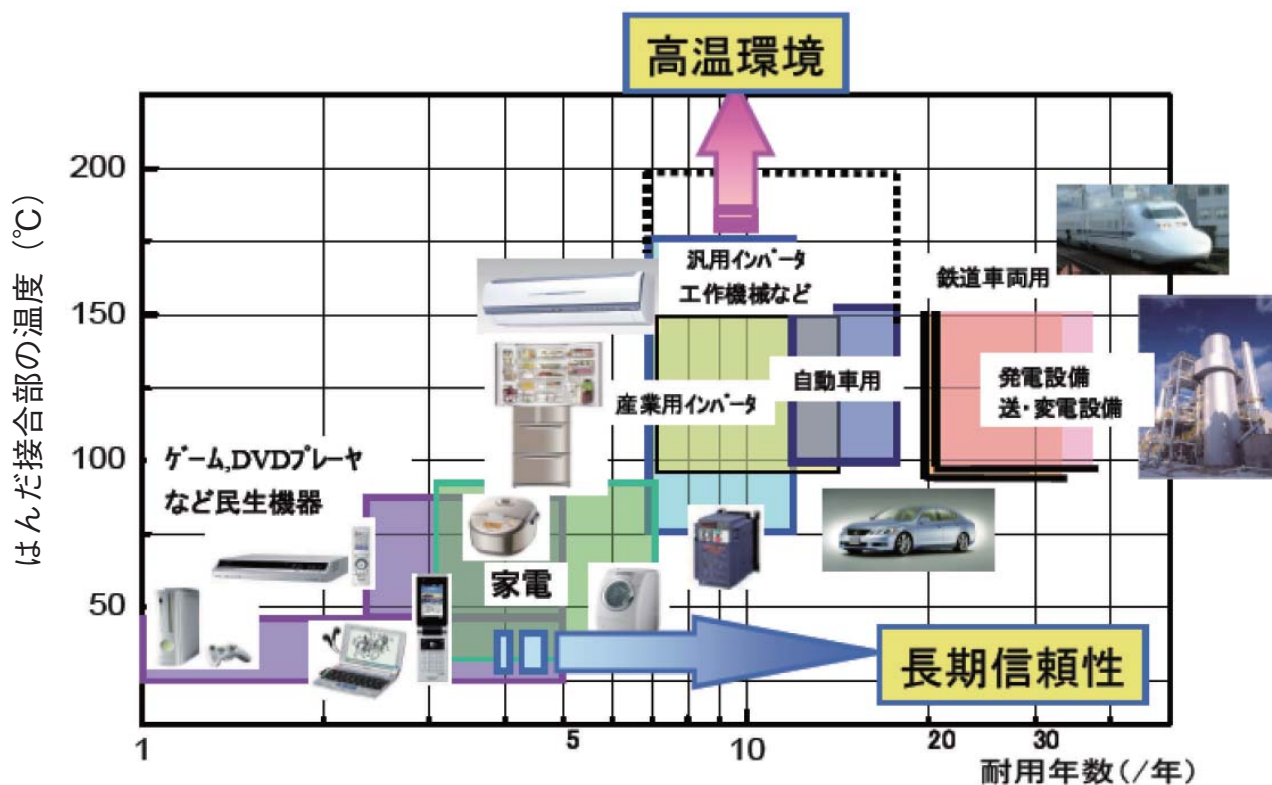 高温環境
はんだ接合部の温度 (℃)
200
150
100
50
汎用インバータ
工作機械など
鉄道車両用
産業用インバータ
自動車用
発電設備
送・変電設備
ゲーム,DVDプレーヤ
など民生機器
家電
長期信頼性
1
5
10
20
30
耐用年数(/年)